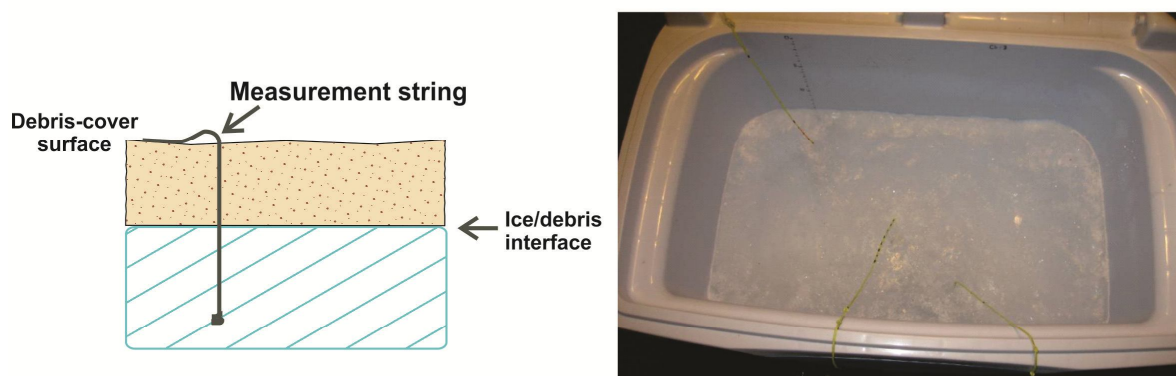 Measurement string
Debris-cover
surface
Ice/debris
interface